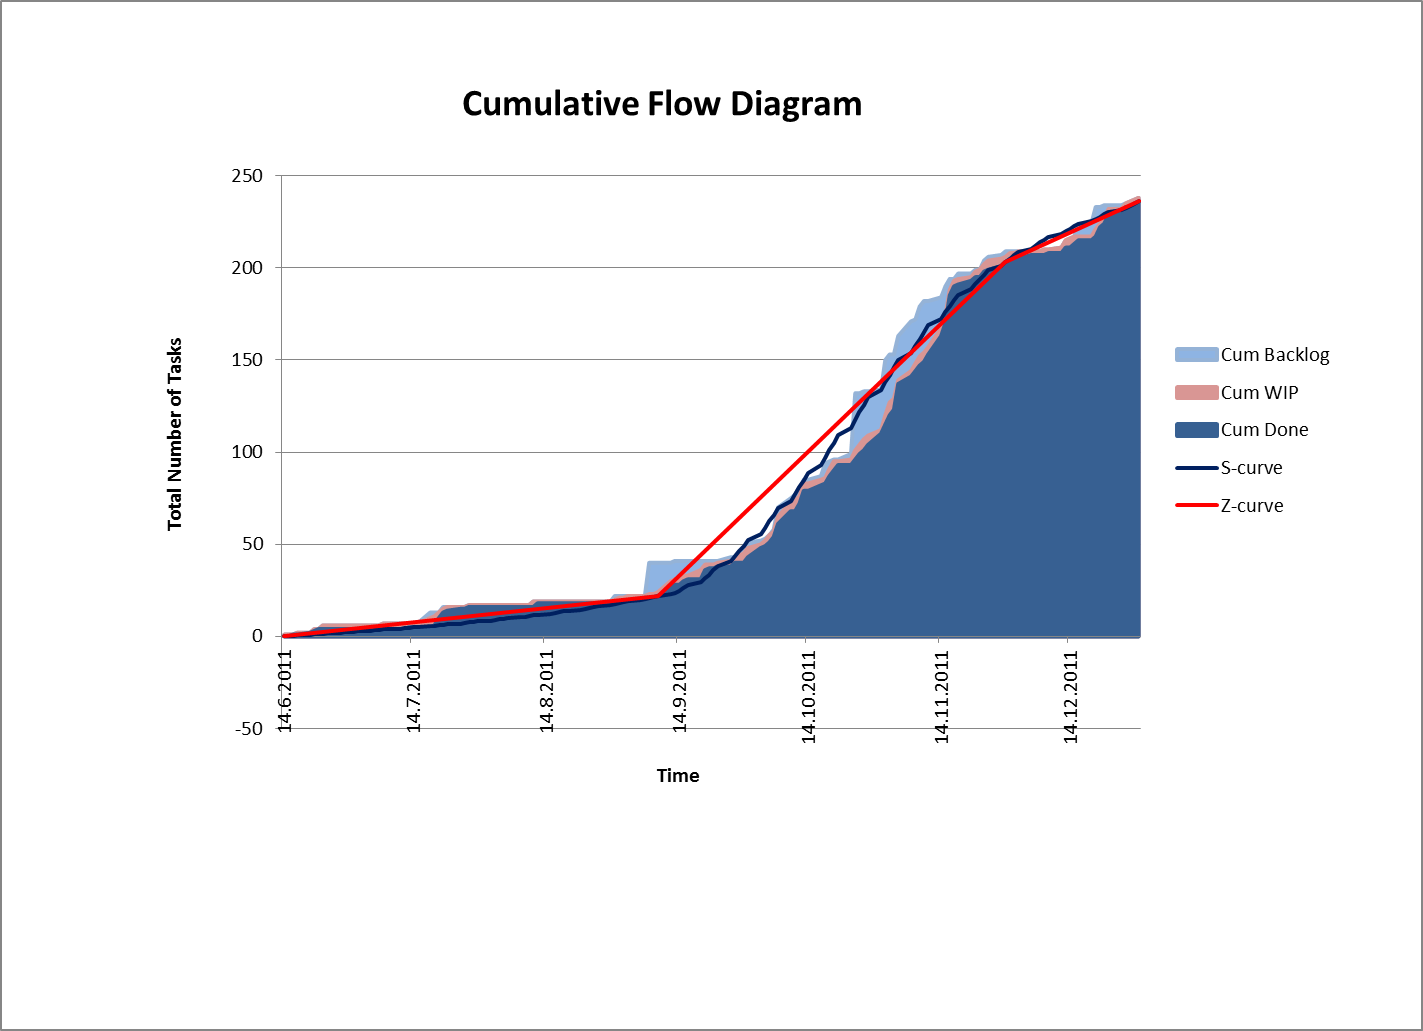 Cumulative Flow Diagram
250
200
150
100
50
0
-50
Total Number of Tasks
14.6.2011
14.7.2011
14.8.2011
14.9.2011
14.10.2011
14.11.2011
14.12.2011
Time
Cum Backlog
Cum WIP
Cum Done
S-curve
Z-curve